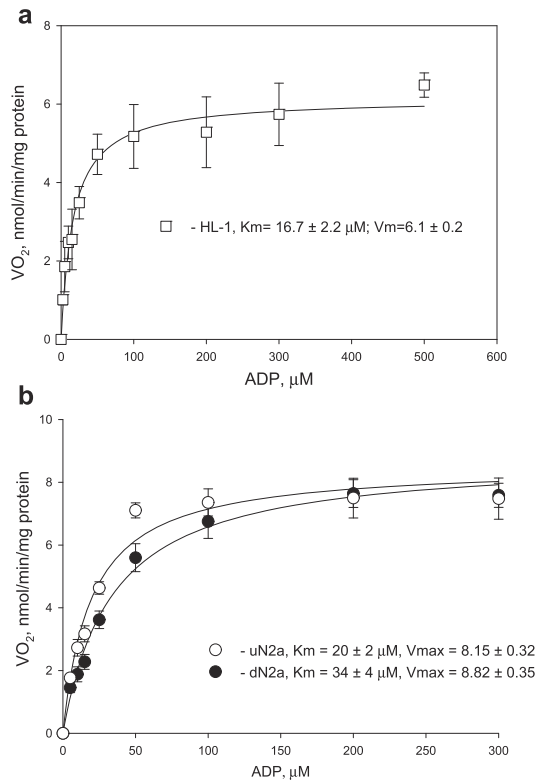 a
8
6
4
2
0
VO2, nmol/min/mg protein
- HL-1, Km= 16.7 ± 2.2 μM; Vm=6.1 ± 0.2
0 100 200 300 400 500 600
ADP, μM
b
10
8
6
4
2
0
VO2, nmol/min/mg protein
- uN2a, Km = 20 ± 2 μM, Vmax = 8.15 ± 0.32
- dN2a, Km = 34 ± 4 μM, Vmax = 8.82 ± 0.35
0 50 100 150 200 250 300
ADP, μM